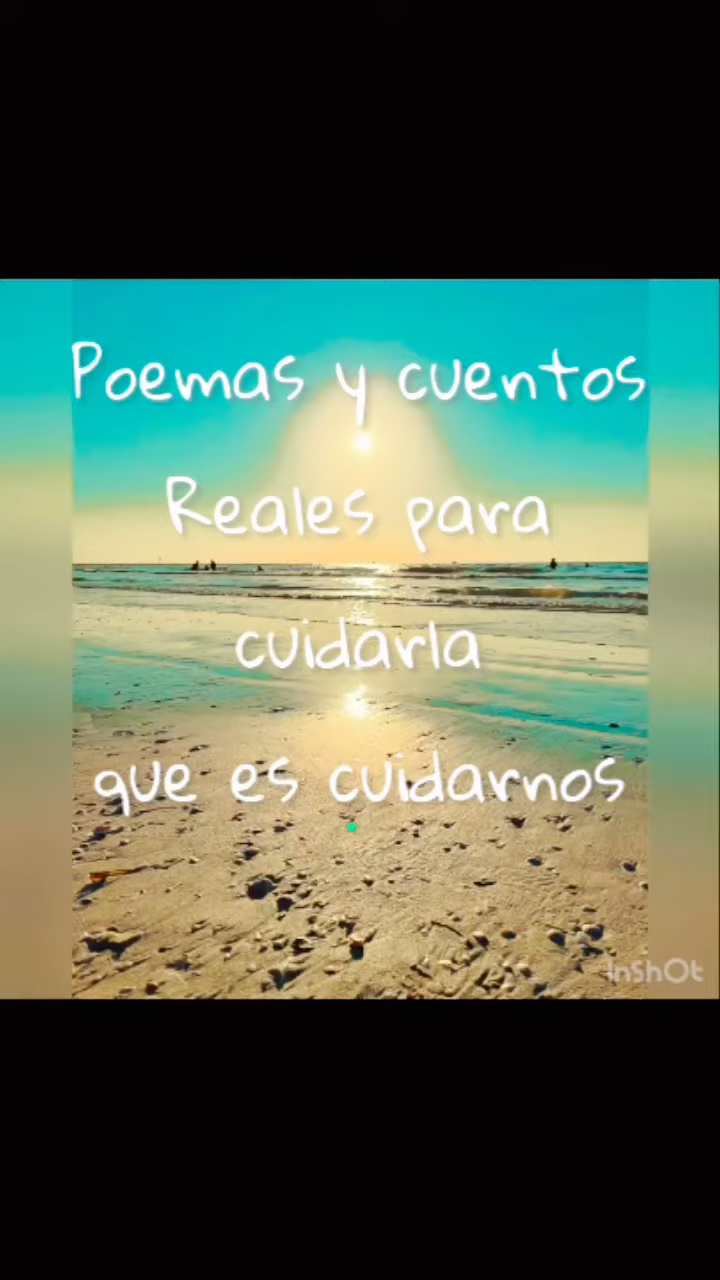 Poemas y cuentos
Reales para
cuidarla
que es cuidarnos
InShOt